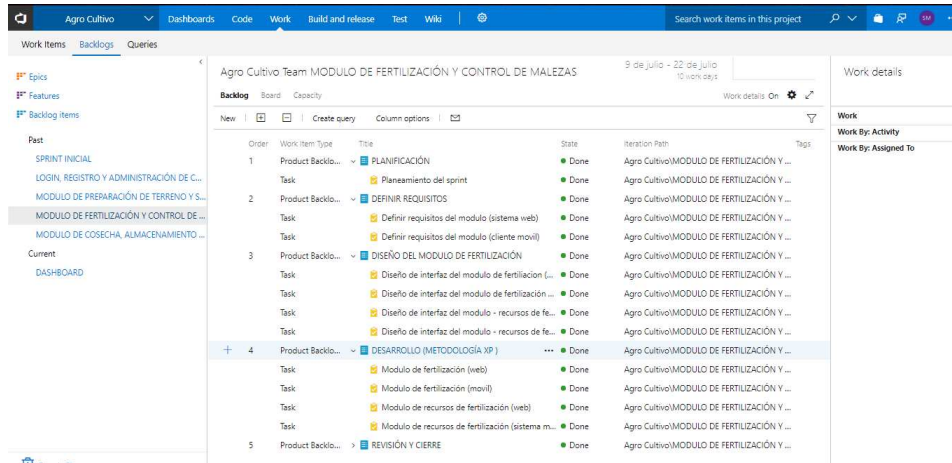 Agro Cultivo Dashboards Code Work Build and release Test Wiki Search work items in this project SM
Work Items Backlogs Queries
Epics
Features
Backlog items
Past
SPRINT INICIAL
LOGIN, REGISTRO Y ADMINISTRACIÓN DE C...
MODULO DE PREPARACIÓN DE TERRENO Y S...
MODULO DE FERTILIZACIÓN Y CONTROL DE ...
MODULO DE COSECHA, ALMACENAMIENTO ...
Current
DASHBOARD
Agro Cultivo Team MODULO DE FERTILIZACIÓN Y CONTROL DE MALEZAS
9 de julio - 22 de julio
10 work days
Backlog Board Capacity Work details On
New Create query Column options
Order Work Item Type Title State Iteration Path Tags
1 Product Backlo... PLANIFICACIÓN Done Agro Cultivo\MODULO DE FERTILIZACIÓN Y ...
Task Planeamiento del sprint Done Agro Cultivo\MODULO DE FERTILIZACIÓN Y ...
2 Product Backlo... DEFINIR REQUISITOS Done Agro Cultivo\MODULO DE FERTILIZACIÓN Y ...
Task Definir requisitos del modulo (sistema web) Done Agro Cultivo\MODULO DE FERTILIZACIÓN Y ...
Task Definir requisitos del modulo (cliente movil) Done Agro Cultivo\MODULO DE FERTILIZACIÓN Y ...
3 Product Backlo... DISEÑO DEL MODULO DE FERTILIZACIÓN Done Agro Cultivo\MODULO DE FERTILIZACIÓN Y ...
Task Diseño de interfaz del modulo de fertiliacion (... Done Agro Cultivo\MODULO DE FERTILIZACIÓN Y ...
Task Diseño de interfaz del modulo de fertilización ... Done Agro Cultivo\MODULO DE FERTILIZACIÓN Y ...
Task Diseño de interfaz del modulo - recursos de fe... Done Agro Cultivo\MODULO DE FERTILIZACIÓN Y ...
Task Diseño de interfaz del modulo - recursos de fe... Done Agro Cultivo\MODULO DE FERTILIZACIÓN Y ...
4 Product Backlo... DESARROLLO (METODOLOGÍA XP ) ... Done Agro Cultivo\MODULO DE FERTILIZACIÓN Y ...
Task Modulo de fertilización (web) Done Agro Cultivo\MODULO DE FERTILIZACIÓN Y ...
Task Modulo de fertilización (movil) Done Agro Cultivo\MODULO DE FERTILIZACIÓN Y ...
Task Modulo de recursos de fertilización (web) Done Agro Cultivo\MODULO DE FERTILIZACIÓN Y ...
Task Modulo de recursos de fertilización (sistema m... Done Agro Cultivo\MODULO DE FERTILIZACIÓN Y ...
5 Product Backlo... REVISIÓN Y CIERRE Done Agro Cultivo\MODULO DE FERTILIZACIÓN Y ...
Work details
Work
Work By: Activity
Work By: Assigned To